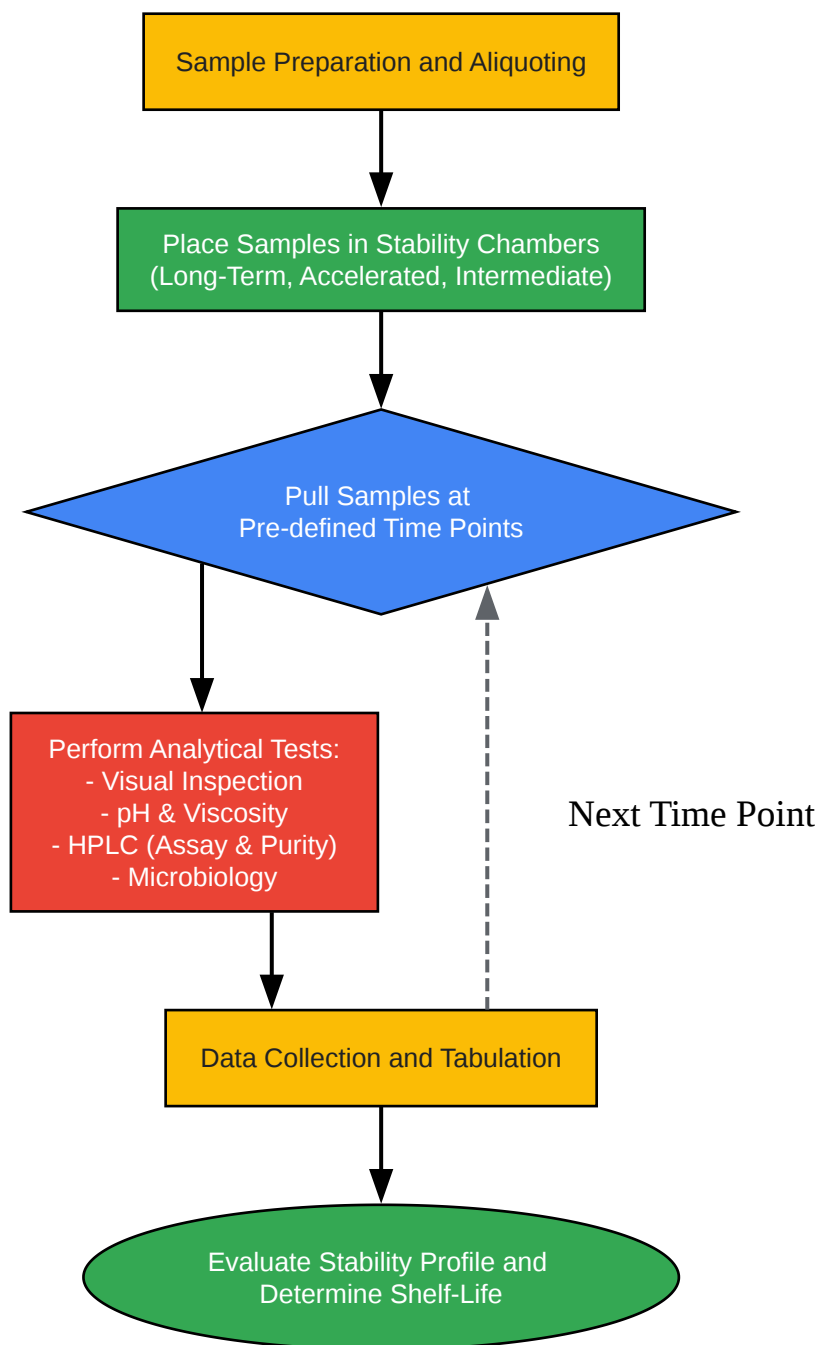 Sample Preparation and Aliquoting
Place Samples in Stability Chambers
(Long-Term, Accelerated, Intermediate)
Pull Samples at
Pre-defined Time Points
Perform Analytical Tests:
- Visual Inspection
- pH & Viscosity
- HPLC (Assay & Purity)
- Microbiology
Next Time Point
Data Collection and Tabulation
Evaluate Stability Profile and
Determine Shelf-Life